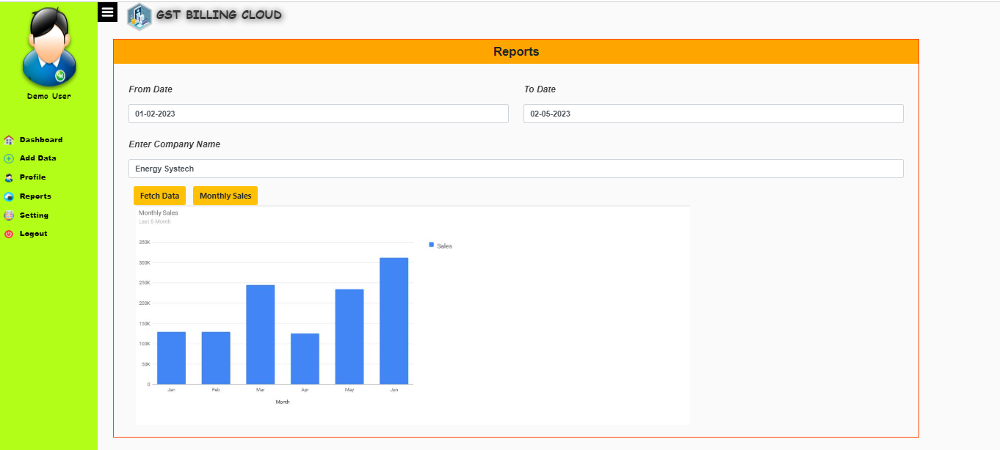 GST BILLING CLOUD
Demo User
Dashboard
Add Data
Profile
Reports
Setting
Logout
Reports
From Date
To Date
01-02-2023
02-05-2023
Enter Company Name
Energy Systech
Fetch Data
Monthly Sales
Monthly Sales
Last 6 Month
350K
300K
250K
200K
150K
100K
50K
0
Sales
Jan
Feb
Mar
Apr
May
Jun
Month